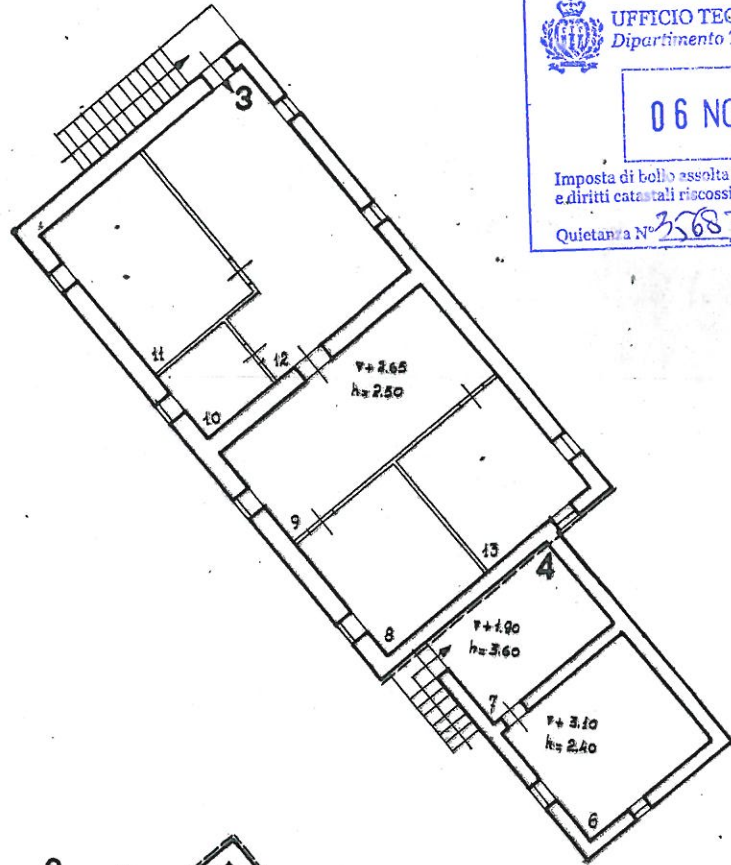 UFFICIO TEC
Dipartimento
06 NO
Imposta di bollo assolta
e diritti catastali riscossi
Quietanza N° 3568
3
11
12
10
h=2.50
9
13
4
8
v+1.90
h=3.60
7
v+3.10
h=2.40
6